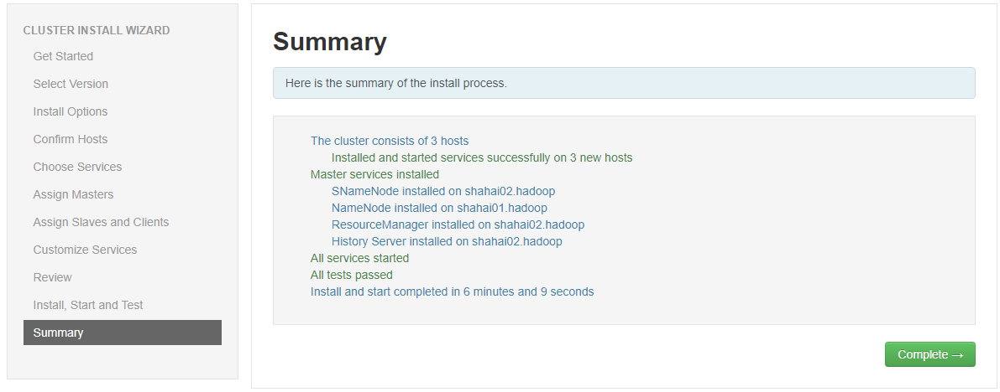 CLUSTER INSTALL WIZARD
Get Started
Select Version
Install Options
Confirm Hosts
Choose Services
Assign Masters
Assign Slaves and Clients
Customize Services
Review
Install, Start and Test
Summary
Summary
Here is the summary of the install process.
The cluster consists of 3 hosts
Installed and started services successfully on 3 new hosts
Master services installed
SNameNode installed on shahai02.hadoop
NameNode installed on shahai01.hadoop
ResourceManager installed on shahai02.hadoop
History Server installed on shahai02.hadoop
All services started
All tests passed
Install and start completed in 6 minutes and 9 seconds
Complete →